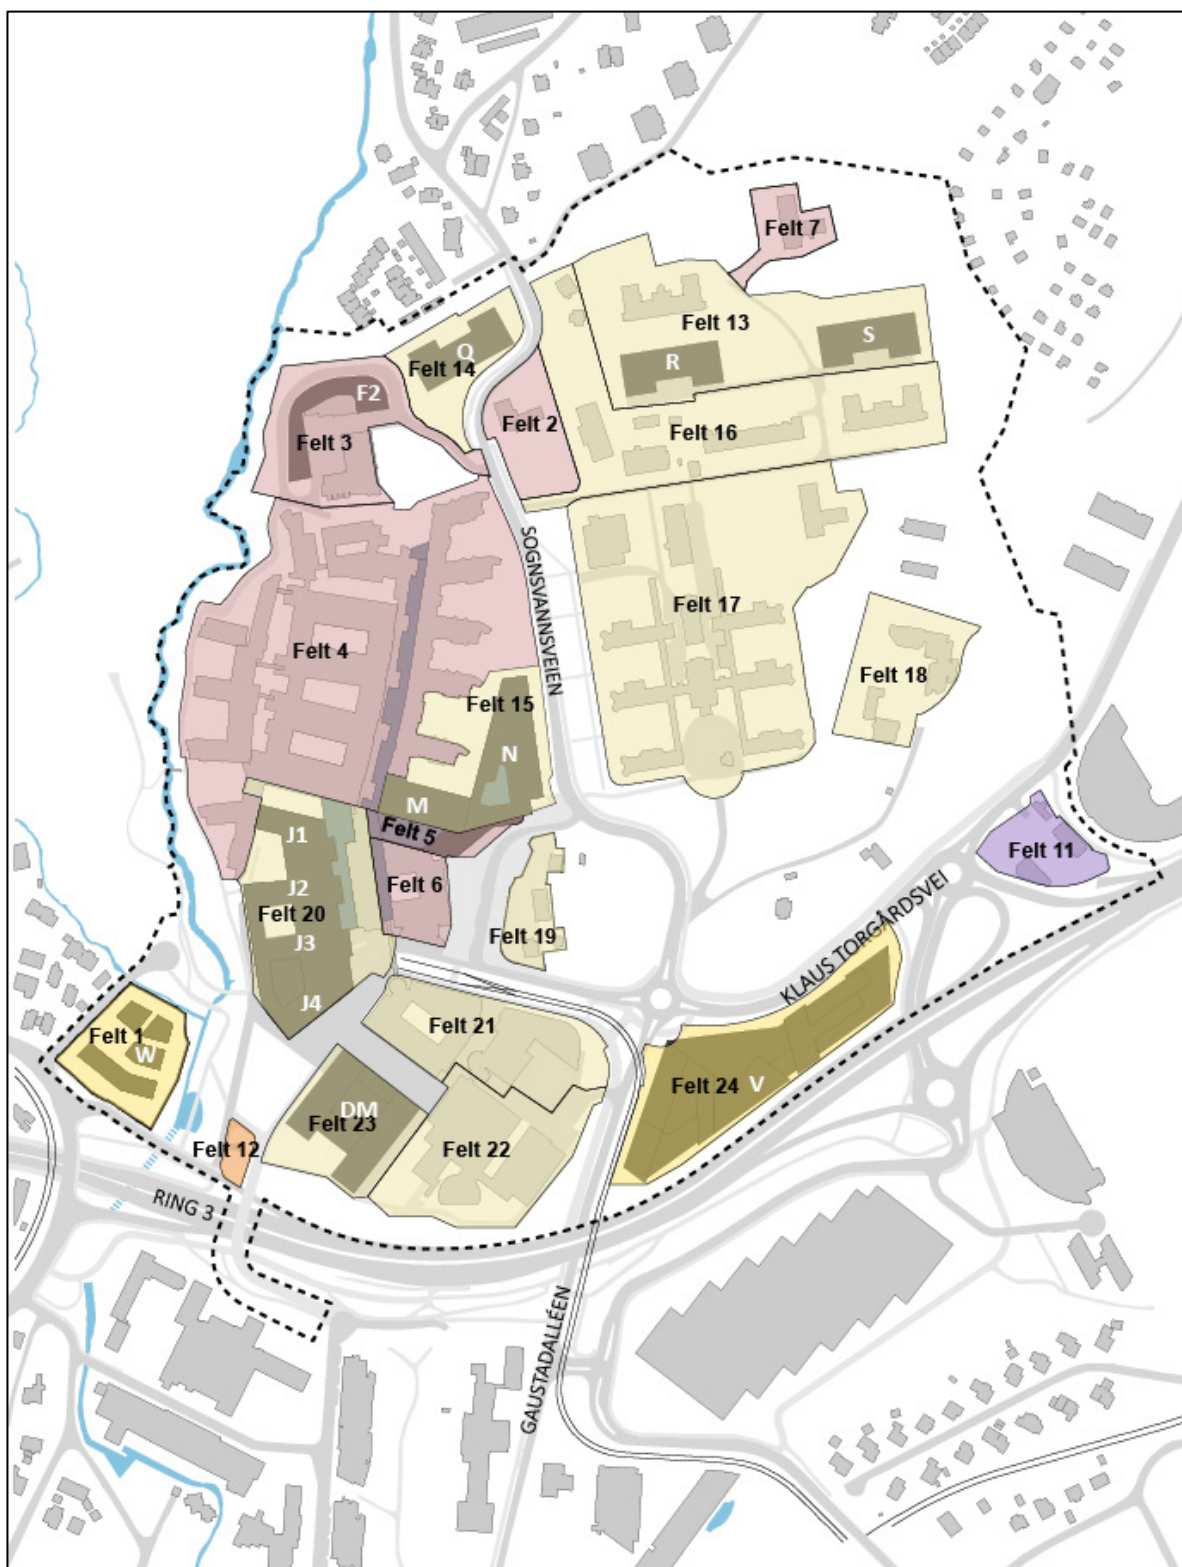 Felt 7
Felt 13
S
Q
R
Felt 14
F2
Felt 2
Felt 16
Felt 3
SOGNSVANNSVEIEN
Felt 17
Felt 4
Felt 18
Felt 15
N
M
J1
Felt 5
Felt 11
J2
Felt 6
Felt 20
Felt 19
J3
KLAUS TORGÅRDSVEI
J4
Felt 21
Felt 1
W
Felt 24
V
DM
Felt 23
Felt 12
Felt 22
RING 3
GAUSTADALLÉEN